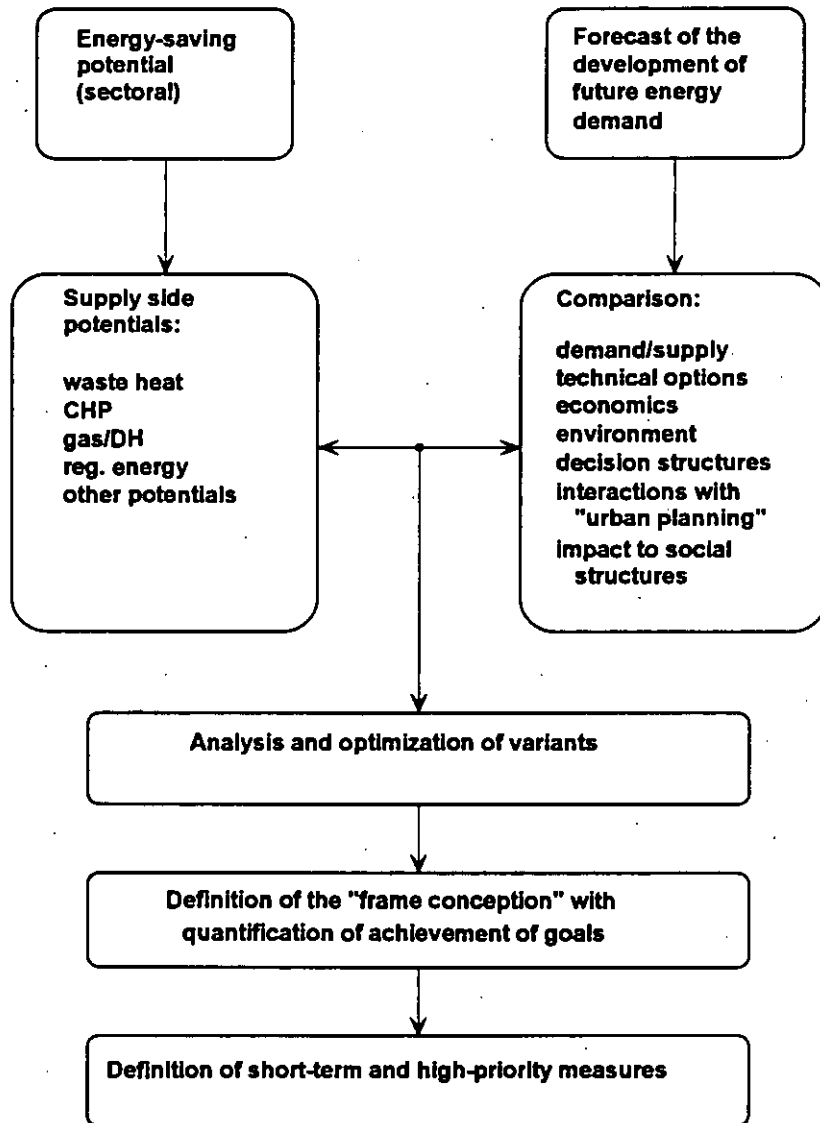 Energy-saving
potential
(sectoral)
Forecast of the
development of
future energy
demand
Supply side
potentials:
waste heat
CHP
gas/DH
reg. energy
other potentials
Comparison:
demand/supply
technical options
economics
environment
decision structures
interactions with
"urban planning"
impact to social
structures
Analysis and optimization of variants
Definition of the "frame conception" with
quantification of achievement of goals
Definition of short-term and high-priority measures